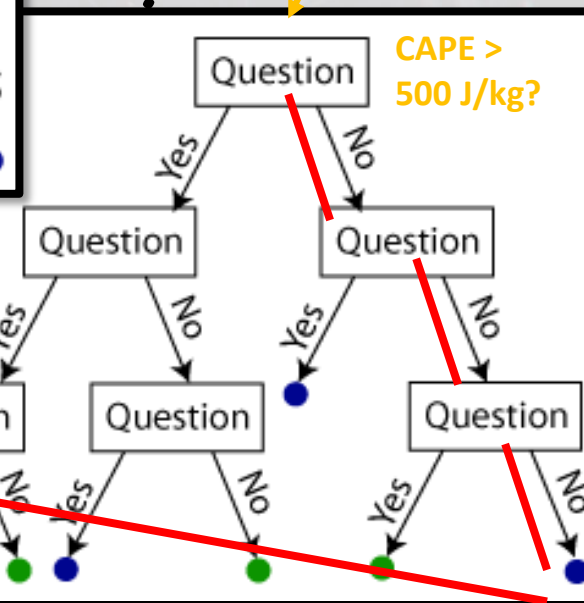 Question
CAPE >
500 J/kg?
Yes
No
Question
Question
Yes
No
Yes
No
Question
Question
No
Yes
No
Yes
No